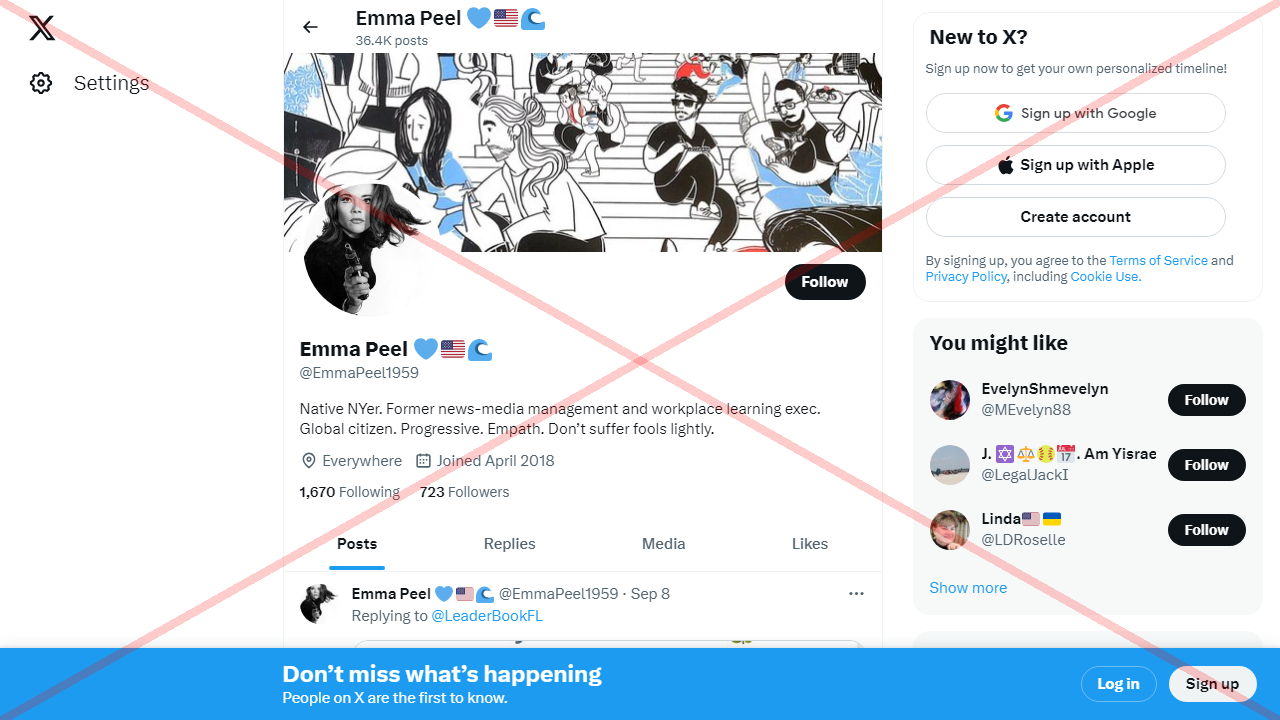 Settings
Emma Peel 💙🇺🇸🌊
36.4K posts
Follow
Emma Peel 💙🇺🇸🌊
@EmmaPeel1959
Native NYer. Former news-media management and workplace learning exec.
Global citizen. Progressive. Empath. Don’t suffer fools lightly.
Everywhere Joined April 2018
1,670 Following 723 Followers
Posts Replies Media Likes
Emma Peel 💙🇺🇸🌊 @EmmaPeel1959 · Sep 8
Replying to @LeaderBookFL
New to X?
Sign up now to get your own personalized timeline!
Sign up with Google
Sign up with Apple
Create account
By signing up, you agree to the Terms of Service and
Privacy Policy, including Cookie Use.
You might like
EvelynShmevelyn
@MEvelyn88
Follow
J. ✡️⚖️🥎📅. Am Yisrae
@LegalJackI
Follow
Linda🇺🇸🇺🇦
@LDRoselle
Follow
Show more
Don’t miss what’s happening
People on X are the first to know.
Log in Sign up